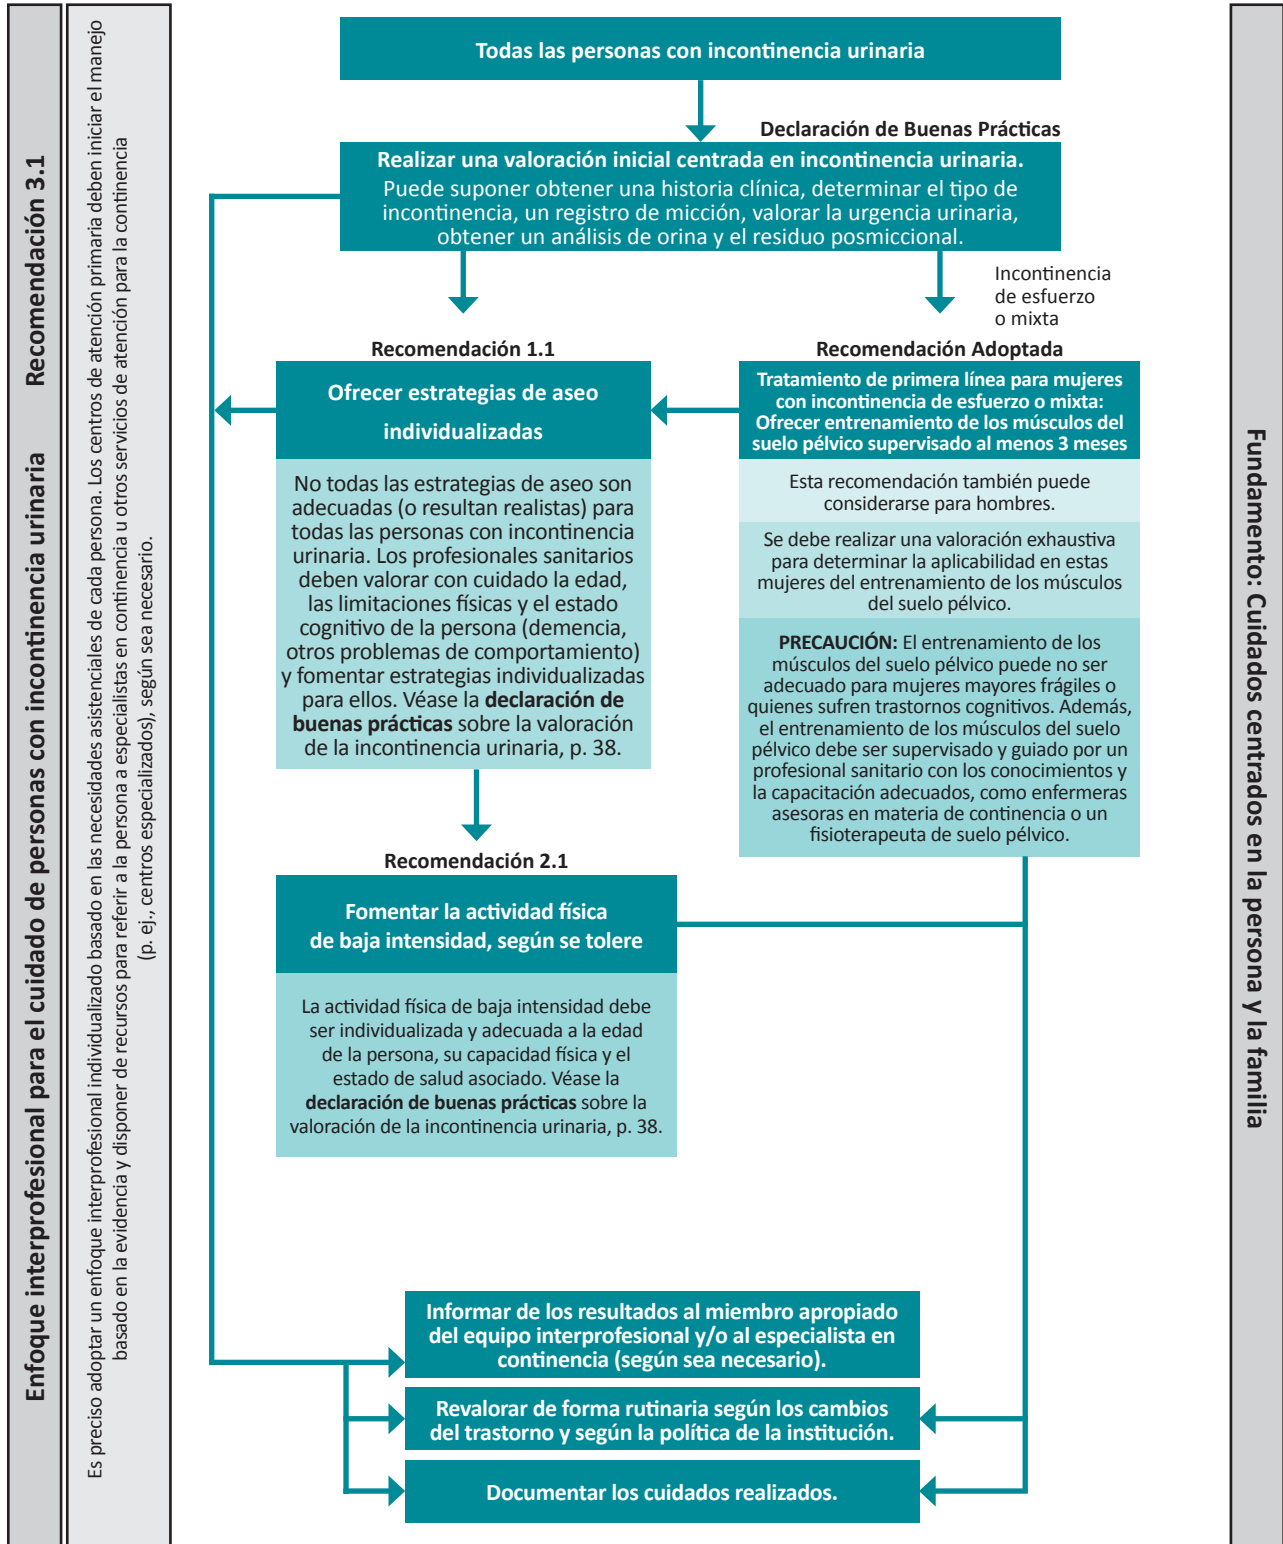 Enfoque interprofesional para el cuidado de personas con incontinencia urinaria Recomendación 3.1
Es preciso adoptar un enfoque interprofesional individualizado basado en las necesidades asistenciales de cada persona. Los centros de atención primaria deben iniciar el manejo
basado en la evidencia y disponer de recursos para referir a la persona a especialistas en continencia u otros servicios de atención para la continencia
(p. ej., centros especializados), según sea necesario.
Todas las personas con incontinencia urinaria
Declaración de Buenas Prácticas
Realizar una valoración inicial centrada en incontinencia urinaria.
Puede suponer obtener una historia clínica, determinar el tipo de
incontinencia, un registro de micción, valorar la urgencia urinaria,
obtener un análisis de orina y el residuo posmiccional.
Incontinencia
de esfuerzo
o mixta
Recomendación 1.1
Ofrecer estrategias de aseo
individualizadas
No todas las estrategias de aseo son
adecuadas (o resultan realistas) para
todas las personas con incontinencia
urinaria. Los profesionales sanitarios
deben valorar con cuidado la edad,
las limitaciones físicas y el estado
cognitivo de la persona (demencia,
otros problemas de comportamiento)
y fomentar estrategias individualizadas
para ellos. Véase la declaración de
buenas prácticas sobre la valoración
de la incontinencia urinaria, p. 38.
Recomendación Adoptada
Tratamiento de primera línea para mujeres
con incontinencia de esfuerzo o mixta:
Ofrecer entrenamiento de los músculos del
suelo pélvico supervisado al menos 3 meses
Esta recomendación también puede
considerarse para hombres.
Se debe realizar una valoración exhaustiva
para determinar la aplicabilidad en estas
mujeres del entrenamiento de los músculos
del suelo pélvico.
PRECAUCIÓN: El entrenamiento de los
músculos del suelo pélvico puede no ser
adecuado para mujeres mayores frágiles o
quienes sufren trastornos cognitivos. Además,
el entrenamiento de los músculos del suelo
pélvico debe ser supervisado y guiado por un
profesional sanitario con los conocimientos y
la capacitación adecuados, como enfermeras
asesoras en materia de continencia o un
fisioterapeuta de suelo pélvico.
Recomendación 2.1
Fomentar la actividad física
de baja intensidad, según se tolere
La actividad física de baja intensidad debe
ser individualizada y adecuada a la edad
de la persona, su capacidad física y el
estado de salud asociado. Véase la
declaración de buenas prácticas sobre la
valoración de la incontinencia urinaria, p. 38.
Informar de los resultados al miembro apropiado
del equipo interprofesional y/o al especialista en
continencia (según sea necesario).
Revalorar de forma rutinaria según los cambios
del trastorno y según la política de la institución.
Documentar los cuidados realizados.
Fundamento: Cuidados centrados en la persona y la familia